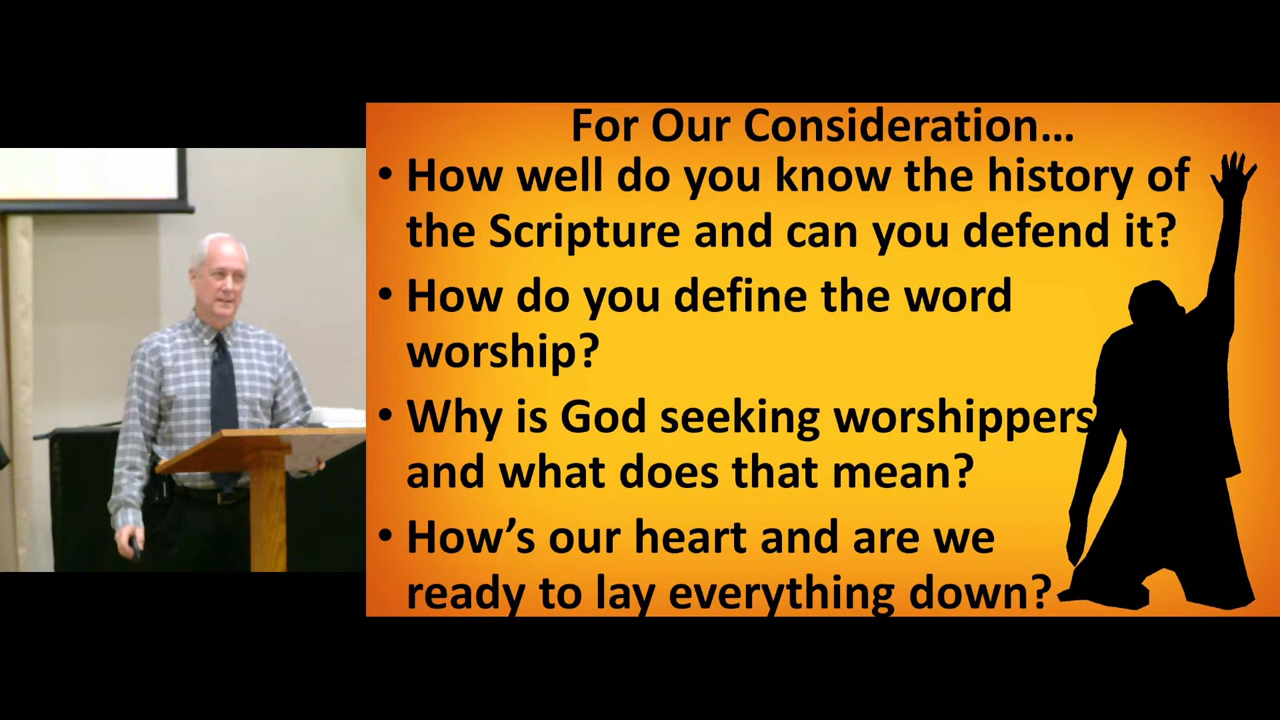 For Our Consideration…
• How well do you know the history of
the Scripture and can you defend it?
• How do you define the word
worship?
• Why is God seeking worshippers
and what does that mean?
• How’s our heart and are we
ready to lay everything down?